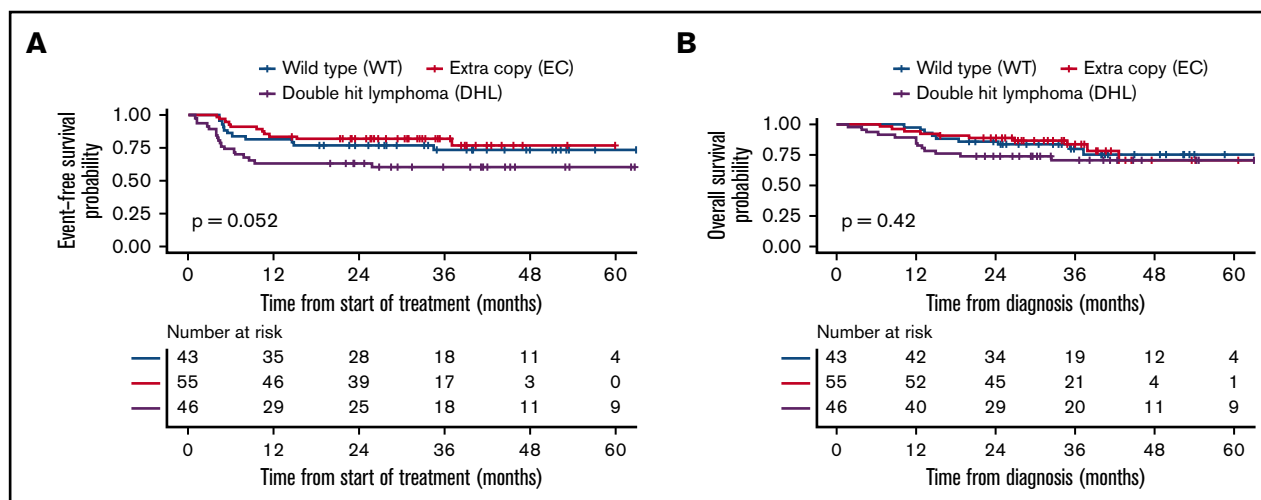 A
Wild type (WT) Extra copy (EC)
Double hit lymphoma (DHL)
Event-free survival
probability
1.00
0.75
0.50
0.25
0.00
p = 0.052
0 12 24 36 48 60
Time from start of treatment (months)
Number at risk
43 35 28 18 11 4
55 46 39 17 3 0
46 29 25 18 11 9
0 12 24 36 48 60
Time from start of treatment (months)
B
Wild type (WT) Extra copy (EC)
Double hit lymphoma (DHL)
Overall survival
probability
1.00
0.75
0.50
0.25
0.00
p = 0.42
0 12 24 36 48 60
Time from diagnosis (months)
Number at risk
43 42 34 19 12 4
55 52 45 21 4 1
46 40 29 20 11 9
0 12 24 36 48 60
Time from diagnosis (months)